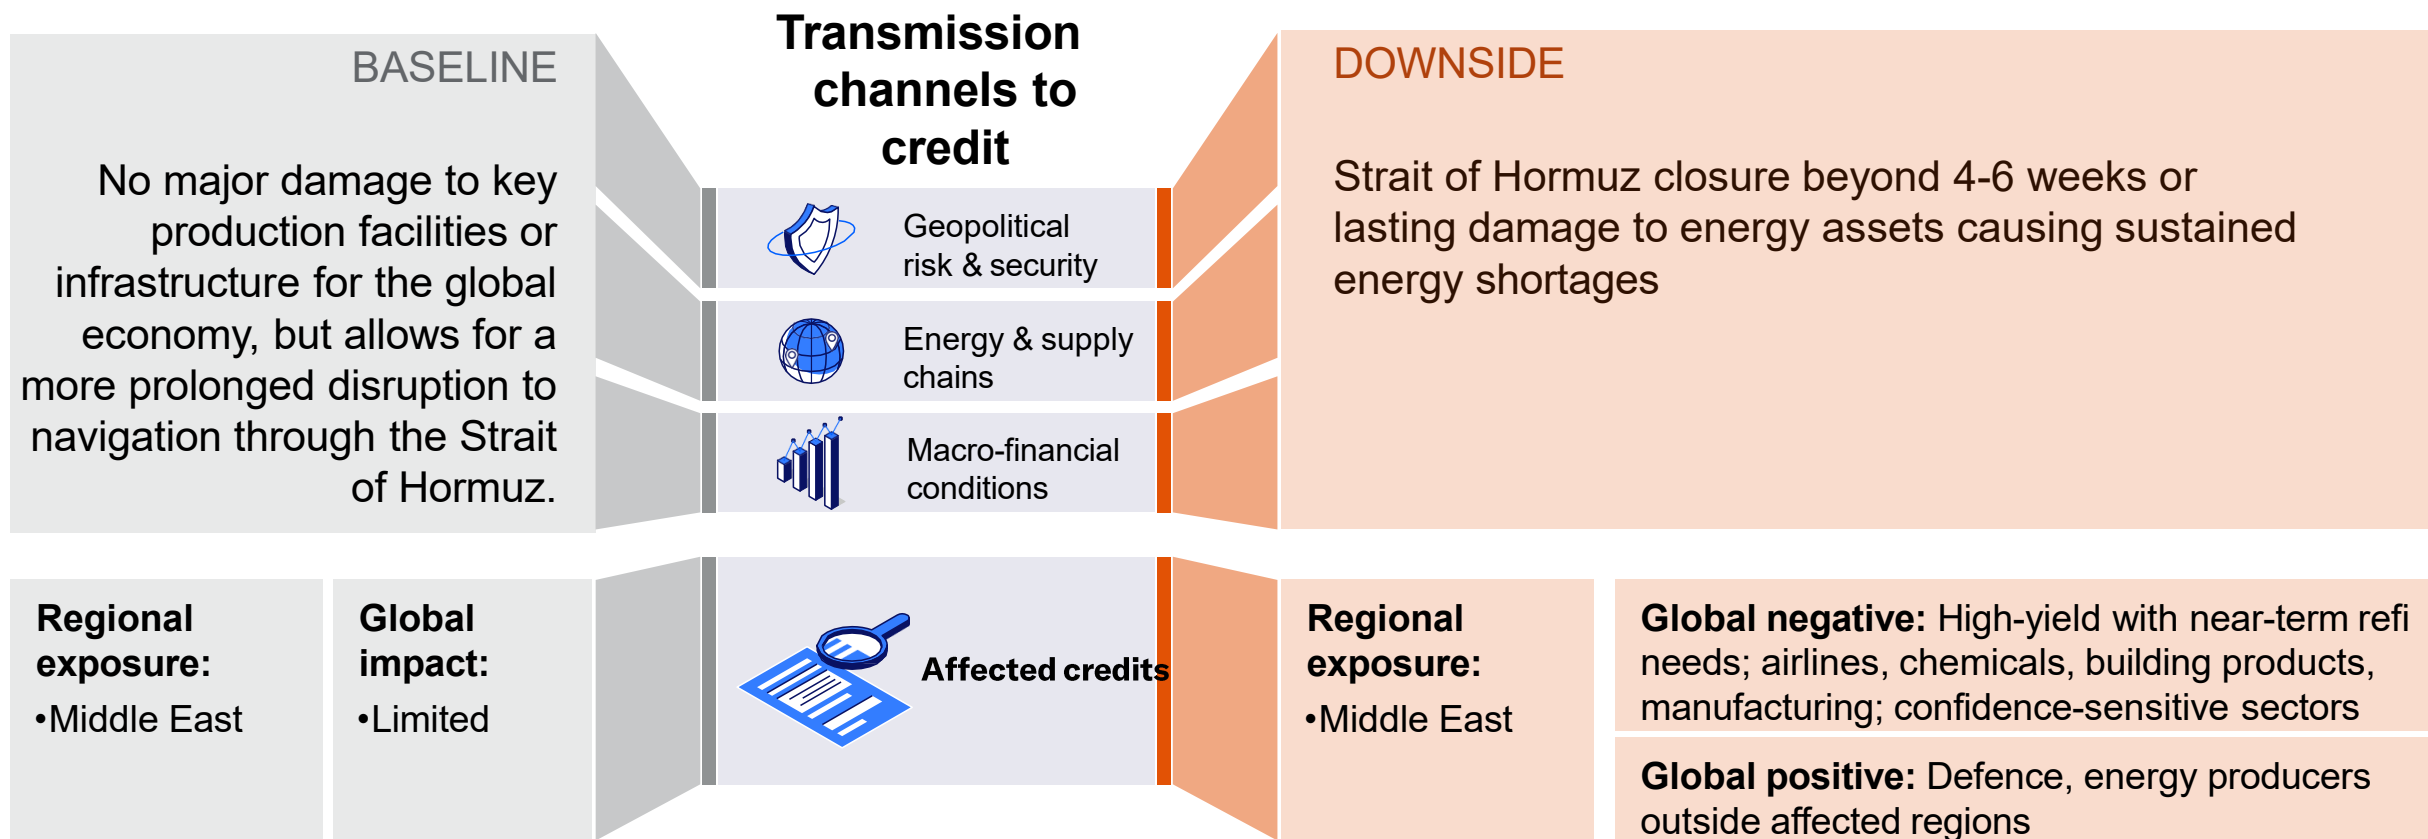 Transmission
channels to
credit
BASELINE
No major damage to key
production facilities or
infrastructure for the global
economy, but allows for a
more prolonged disruption to
navigation through the Strait
of Hormuz.
Geopolitical
risk & security
Energy & supply
chains
Macro-financial
conditions
DOWNSIDE
Strait of Hormuz closure beyond 4-6 weeks or
lasting damage to energy assets causing sustained
energy shortages
Regional
exposure:
•Middle East
Global
impact:
•Limited
Affected credits
Regional
exposure:
•Middle East
Global negative: High-yield with near-term refi
needs; airlines, chemicals, building products,
manufacturing; confidence-sensitive sectors
Global positive: Defence, energy producers
outside affected regions